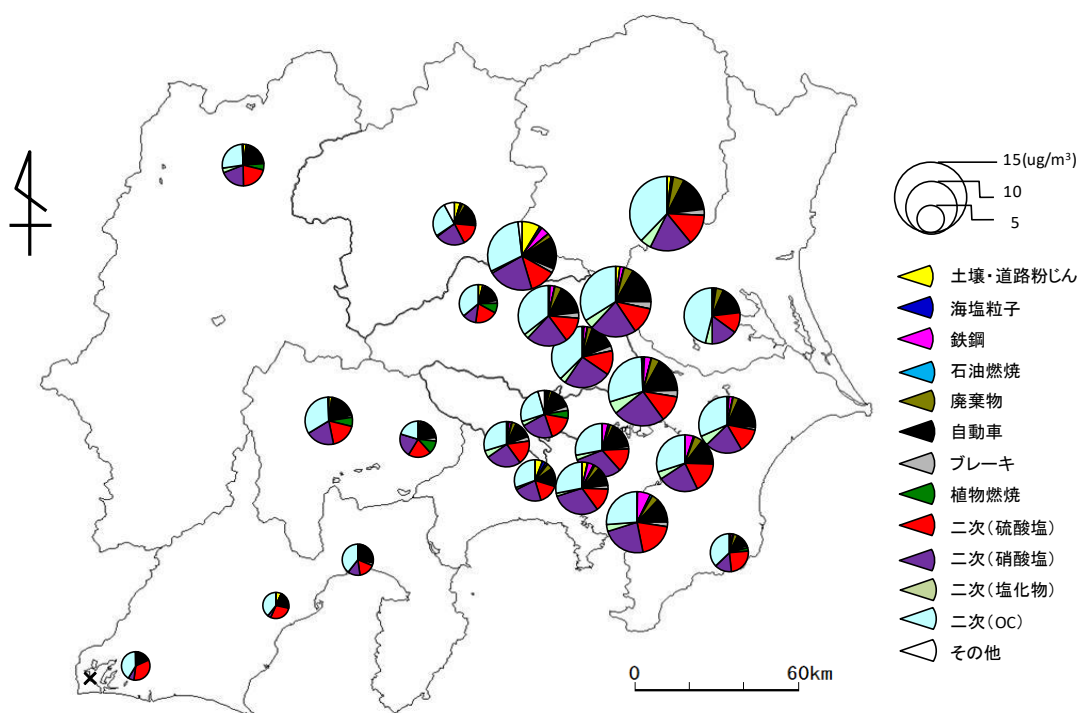 15(ug/m³)
10
5
土壌・道路粉じん
海塩粒子
鉄鋼
石油燃焼
廃棄物
自動車
ブレーキ
植物燃焼
二次(硫酸塩)
二次(硝酸塩)
二次(塩化物)
二次(OC)
その他
0 60km